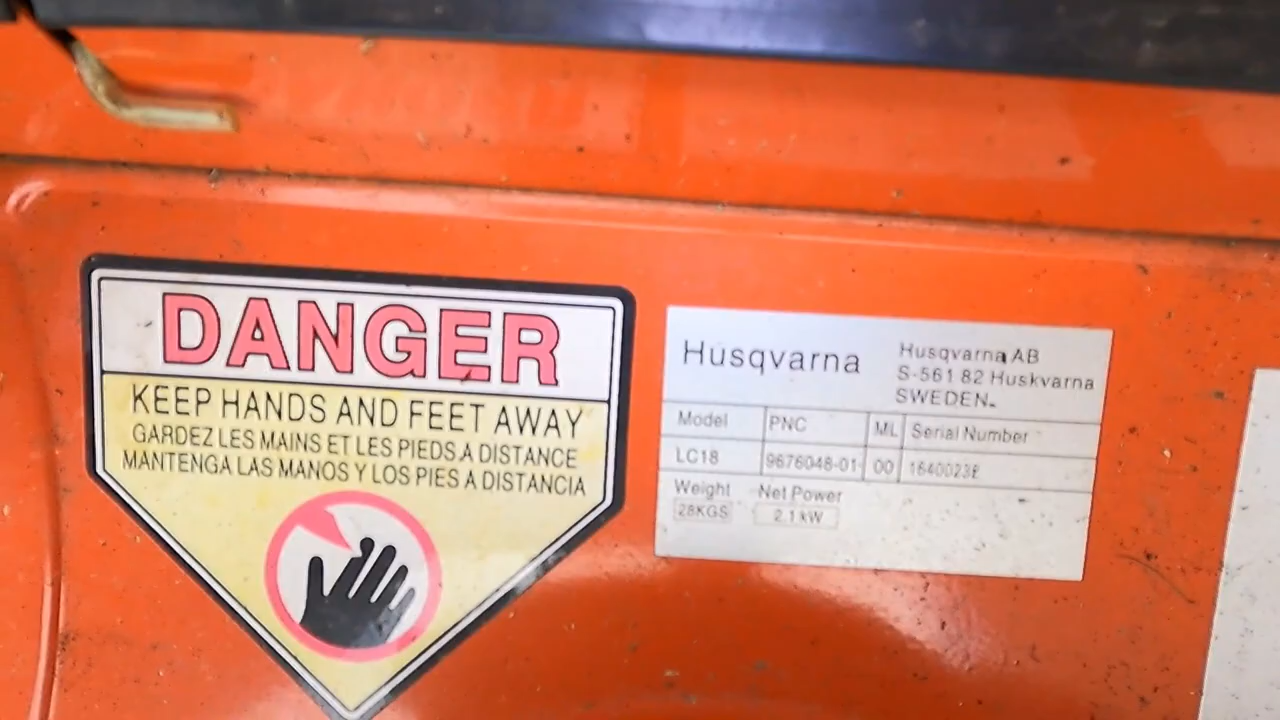 DANGER
KEEP HANDS AND FEET AWAY
GARDEZ LES MAINS ET LES PIEDS A DISTANCE
MANTENGA LAS MANOS Y LOS PIES A DISTANCIA
Husqvarna
Husqvarna AB
S-561 82 Huskvarna
SWEDEN.
Model PNC ML Serial Number
LC18 9676048-01 00
Weight Net Power
28KGS 2.1 kW